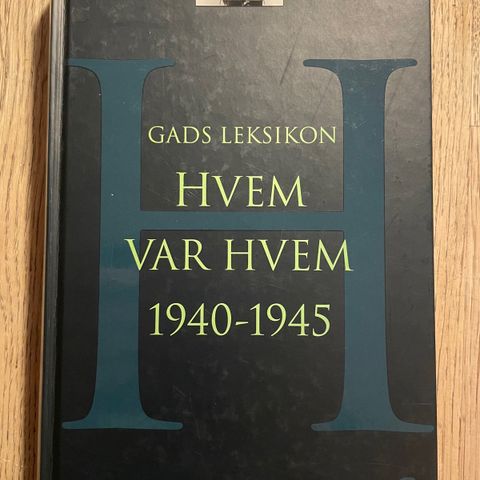 GADS LEKSIKON
HVEM
VAR HVEM
1940-1945